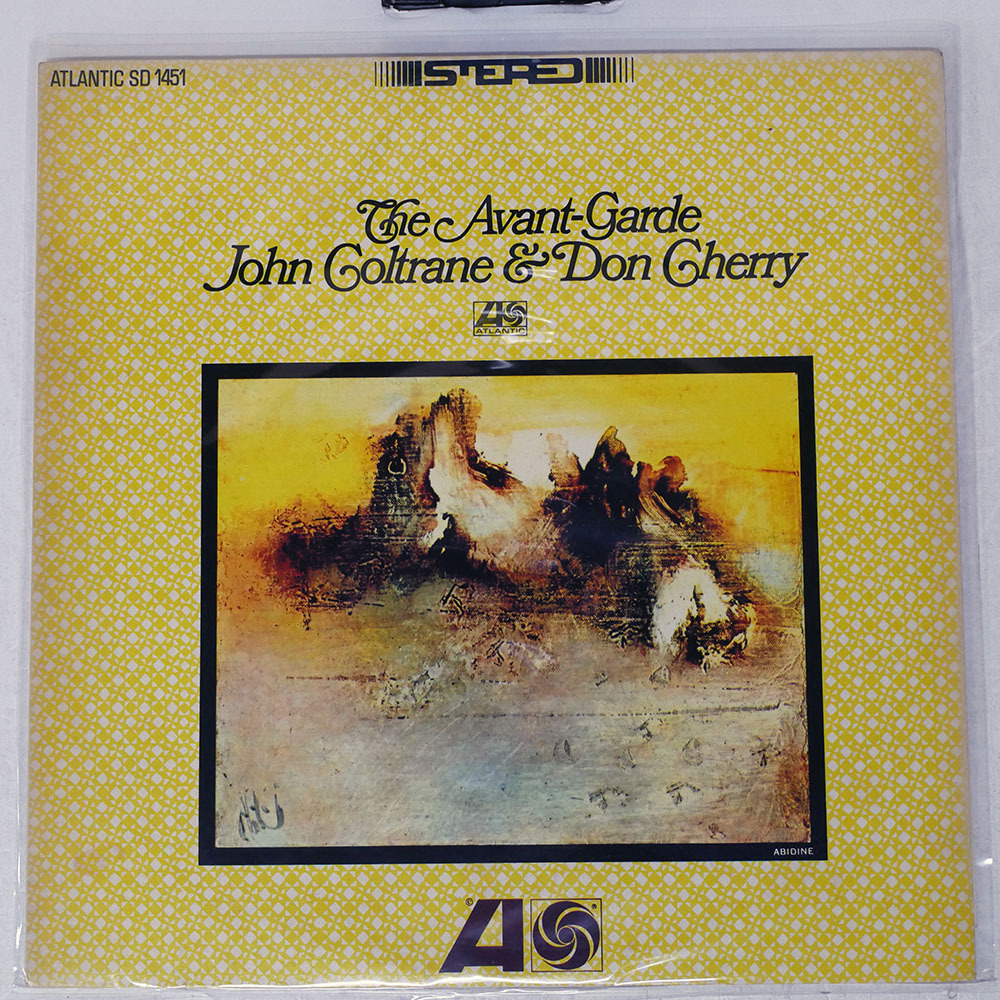 ATLANTIC SD 1451
STEREO
The Avant-Garde
John Coltrane & Don Cherry
ATLANTIC
ABIDINE
©
A
®